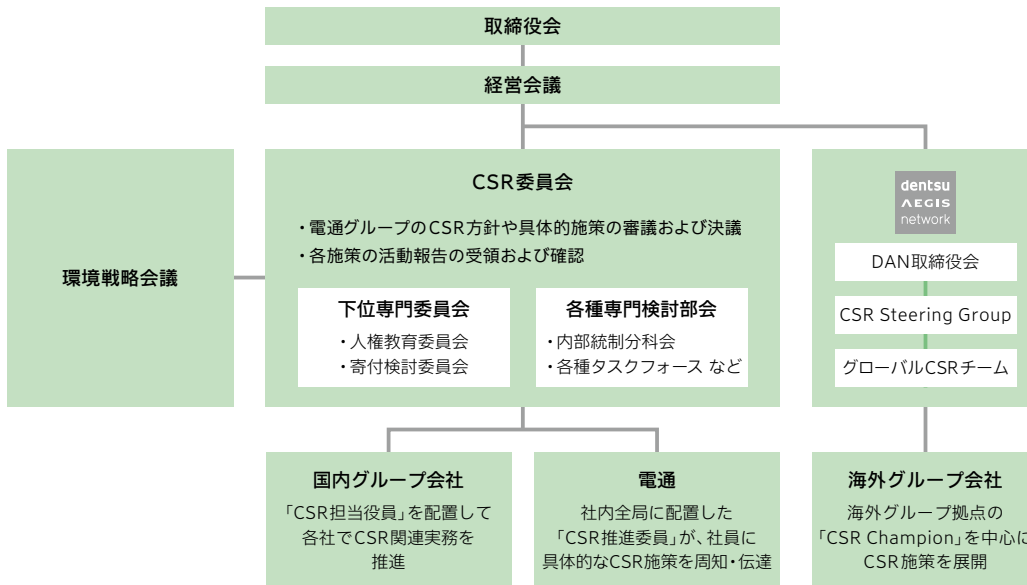 取締役会
経営会議
環境戦略会議
CSR委員会
・電通グループのCSR方針や具体的施策の審議および決議
・各施策の活動報告の受領および確認
下位専門委員会
・人権教育委員会
・寄付検討委員会
各種専門検討部会
・内部統制分科会
・各種タスクフォース など
dentsu
AEGIS
network
DAN取締役会
CSR Steering Group
グローバルCSRチーム
国内グループ会社
「CSR担当役員」を配置して
各社でCSR関連実務を
推進
電通
社内全局に配置した
「CSR推進委員」が、社員に
具体的なCSR施策を周知・伝達
海外グループ会社
海外グループ拠点の
「CSR Champion」を中心に
CSR施策を展開